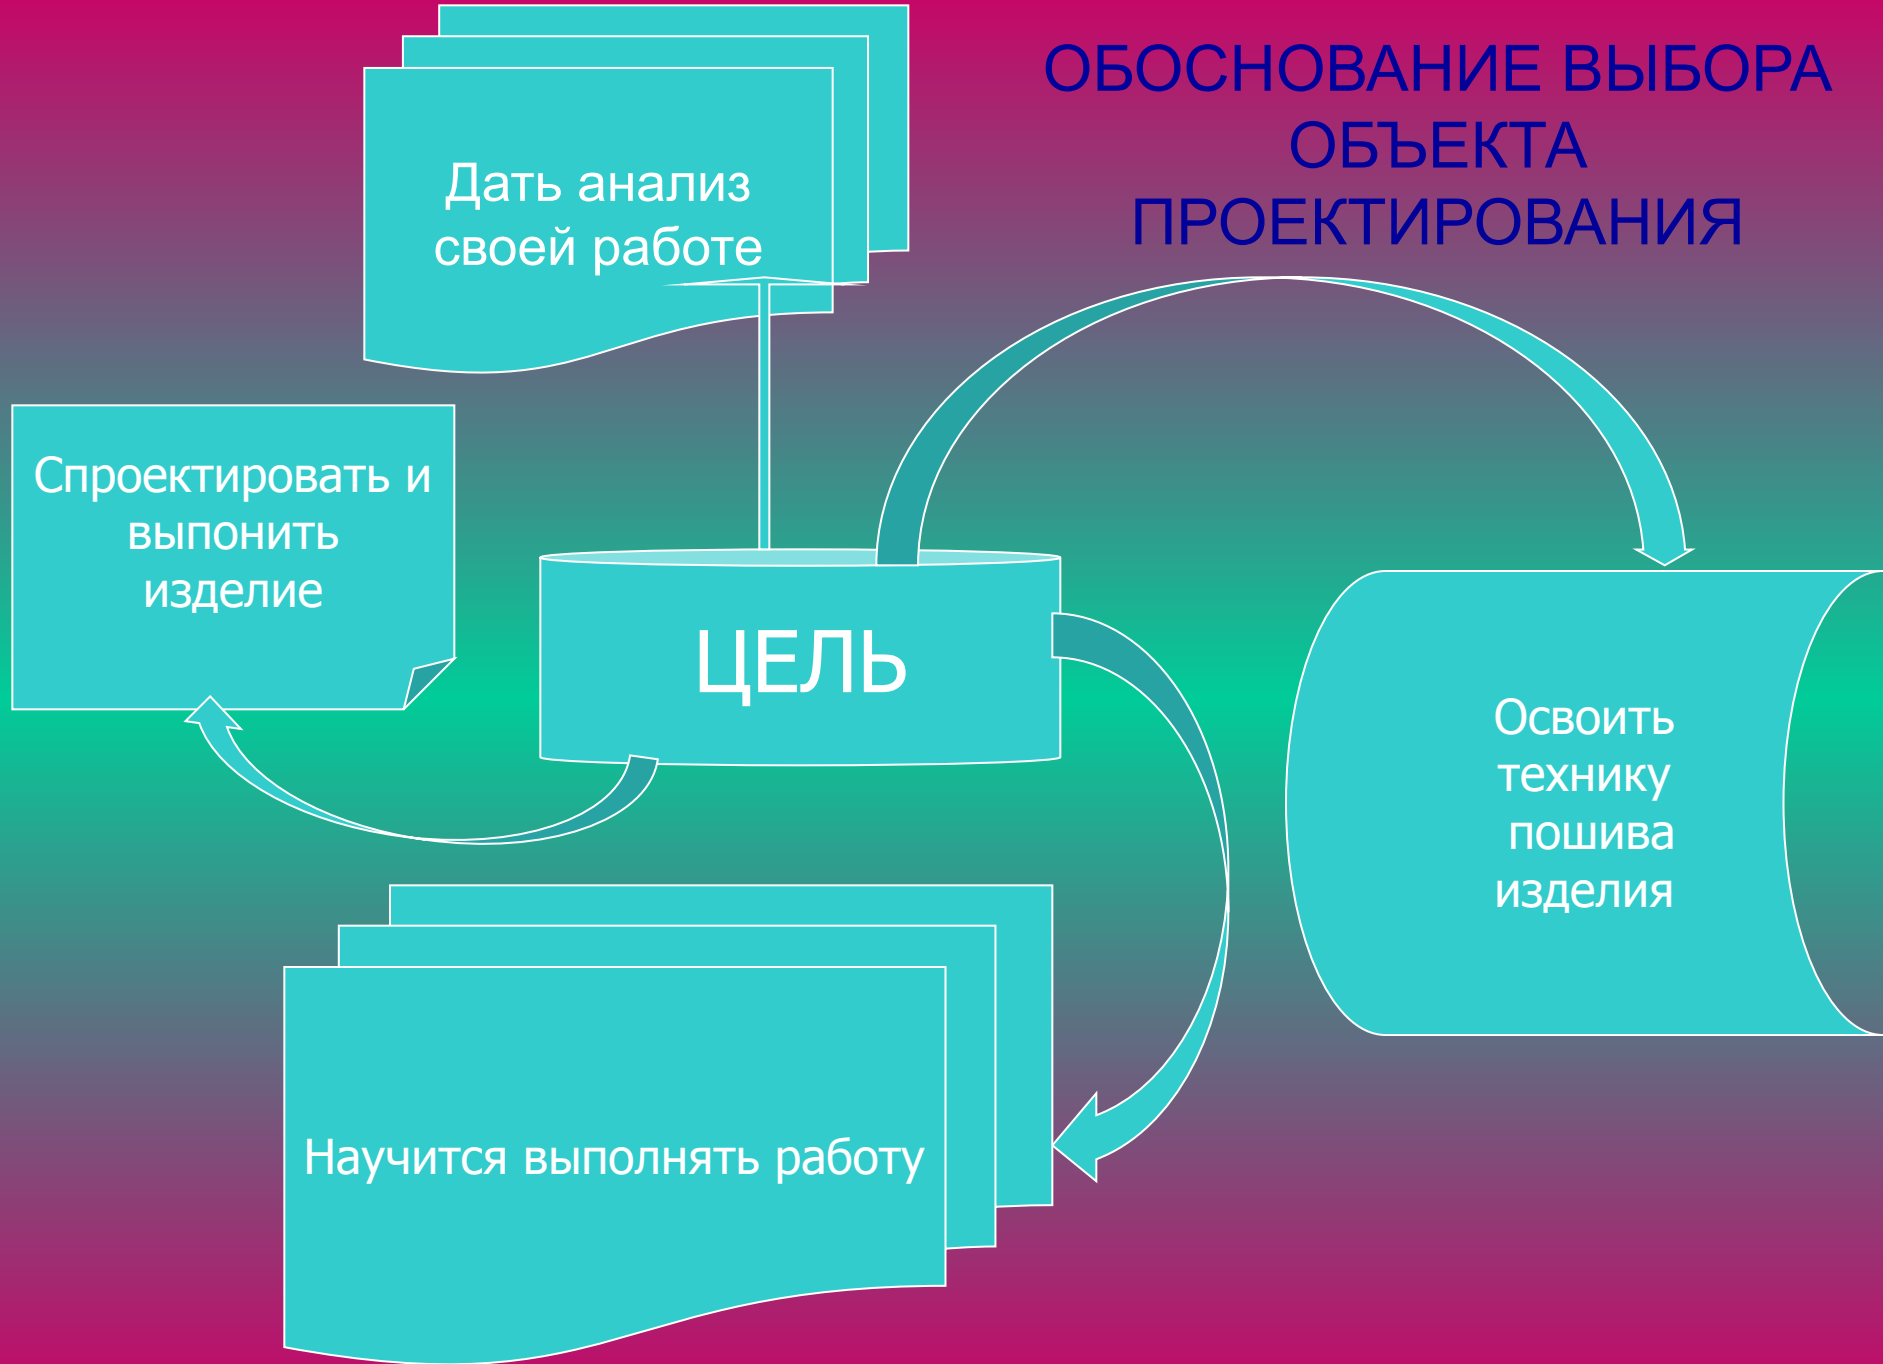 ОБОСНОВАНИЕ ВЫБОРА
ОБЪЕКТА
ПРОЕКТИРОВАНИЯ
Дать анализ
своей работе
Спроектировать и
выпонить
изделие
ЦЕЛЬ
Освоить
технику
пошива
изделия
Научится выполнять работу